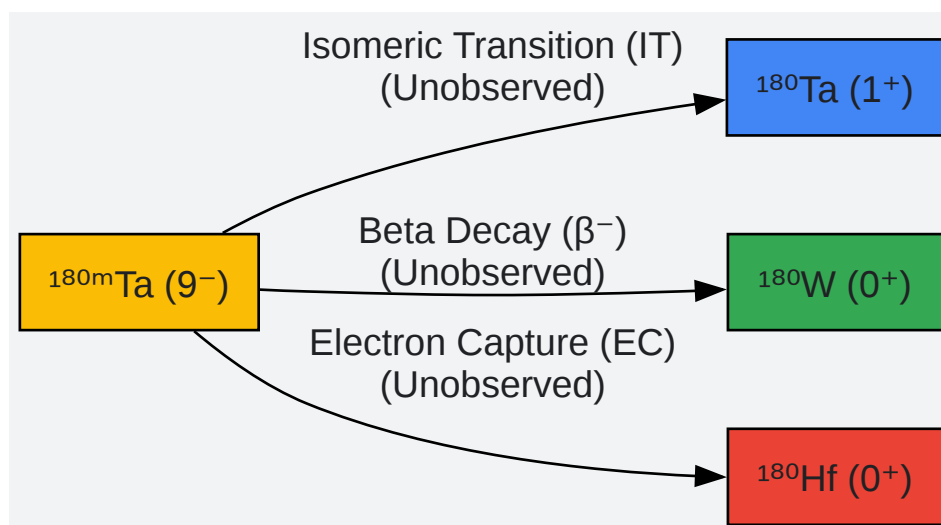 Isomeric Transition (IT)
(Unobserved)
¹⁸⁰Ta (1⁺)
Beta Decay (β⁻)
(Unobserved)
¹⁸⁰ᵐTa (9⁻)
¹⁸⁰W (0⁺)
Electron Capture (EC)
(Unobserved)
¹⁸⁰Hf (0⁺)